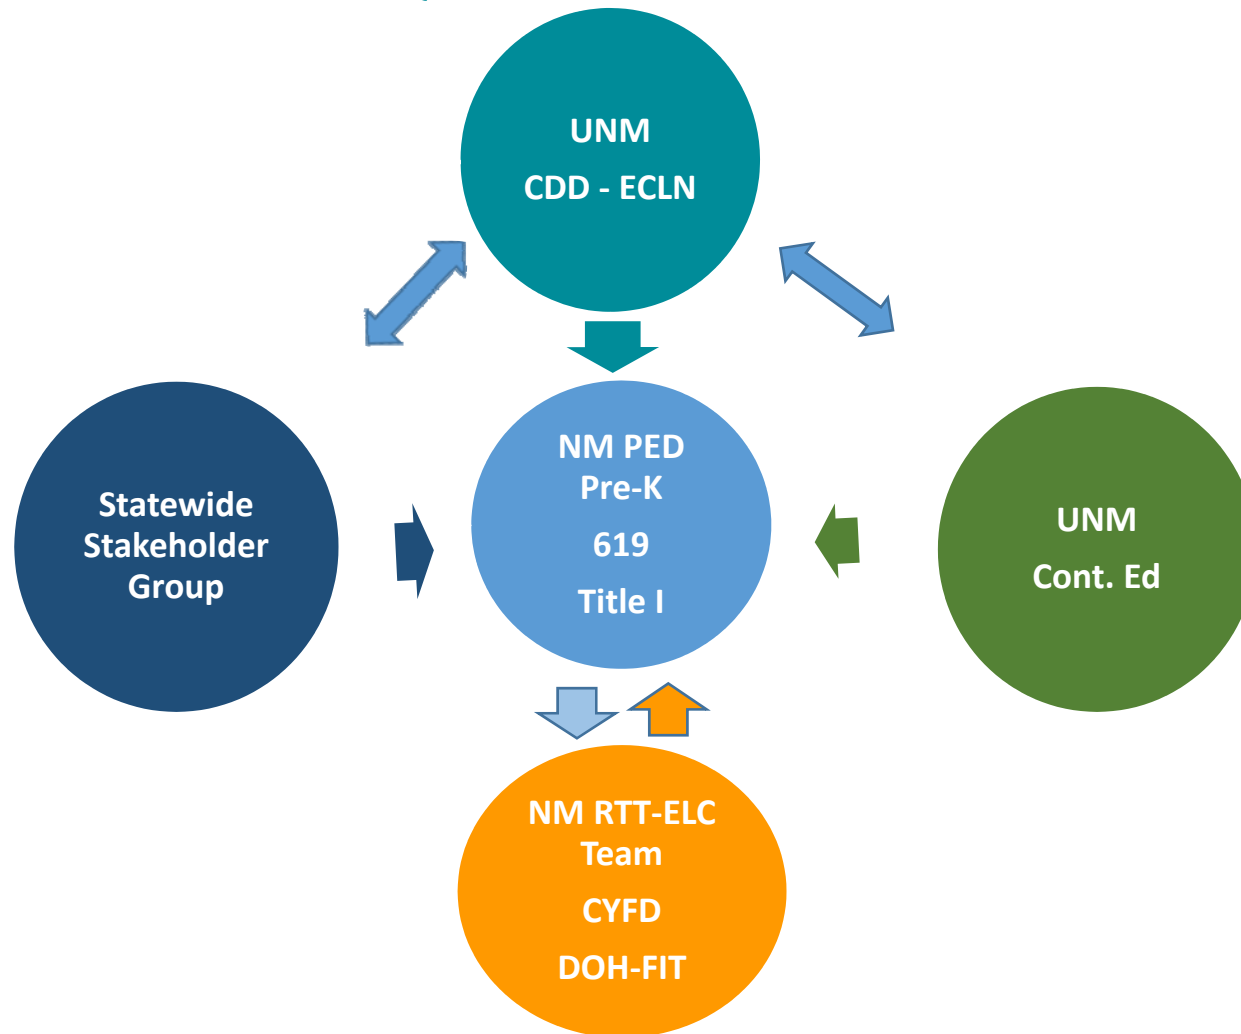 UNM
CDD - ECLN
Statewide
Stakeholder
Group
NM PED
Pre-K
619
Title I
UNM
Cont. Ed
NM RTT-ELC
Team
CYFD
DOH-FIT